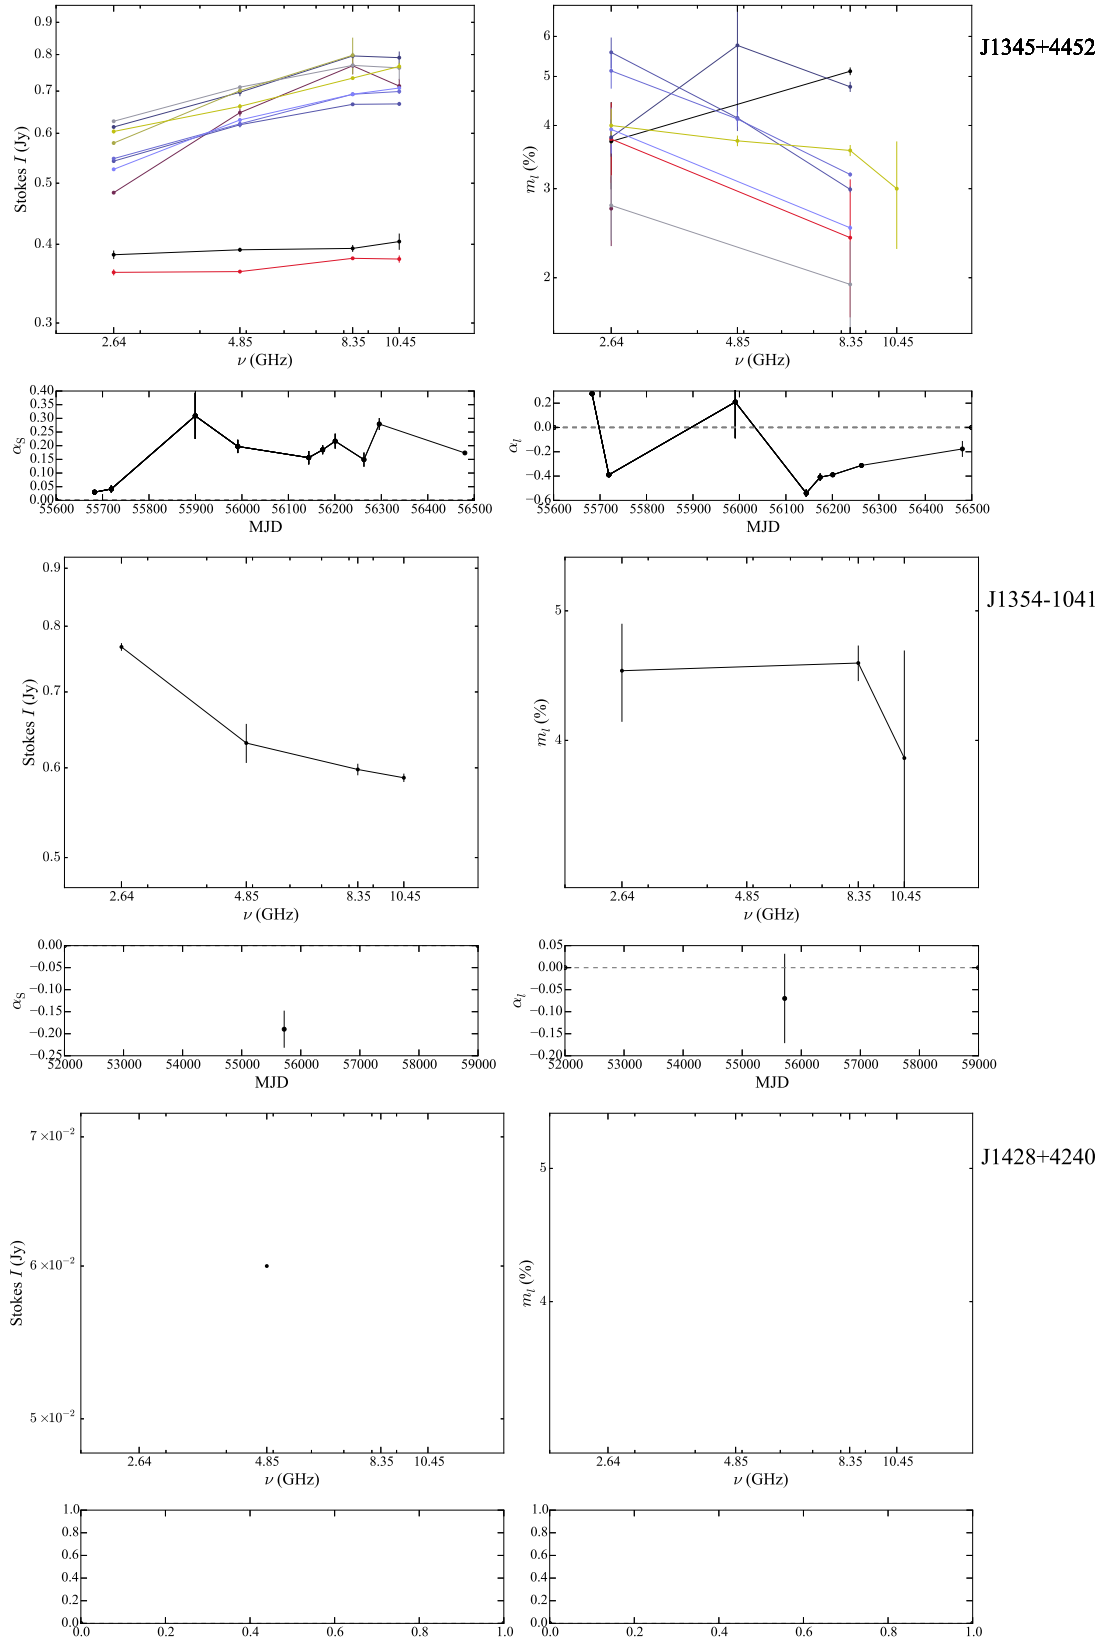 J1345+4452
0.9
0.8
0.7
0.6
0.5
0.4
0.3
Stokes I (Jy)
2.64 4.85 8.35 10.45
ν (GHz)
6
5
4
3
2
m_l (%)
2.64 4.85 8.35 10.45
ν (GHz)
0.40
0.35
0.30
0.25
0.20
0.15
0.10
0.05
0.00
α_S
55600 55700 55800 55900 56000 56100 56200 56300 56400 56500
MJD
0.2
0.0
−0.2
−0.4
−0.6
α_l
55600 55700 55800 55900 56000 56100 56200 56300 56400 56500
MJD
J1354-1041
0.9
0.8
0.7
0.6
0.5
Stokes I (Jy)
2.64 4.85 8.35 10.45
ν (GHz)
5
4
m_l (%)
2.64 4.85 8.35 10.45
ν (GHz)
0.00
−0.05
−0.10
−0.15
−0.20
−0.25
α_S
52000 53000 54000 55000 56000 57000 58000 59000
MJD
0.05
0.00
−0.05
−0.10
−0.15
−0.20
α_l
52000 53000 54000 55000 56000 57000 58000 59000
MJD
J1428+4240
7×10⁻²
6×10⁻²
5×10⁻²
Stokes I (Jy)
2.64 4.85 8.35 10.45
ν (GHz)
5
4
m_l (%)
2.64 4.85 8.35 10.45
ν (GHz)
1.0
0.8
0.6
0.4
0.2
0.0
0.0 0.2 0.4 0.6 0.8 1.0
1.0
0.8
0.6
0.4
0.2
0.0
0.0 0.2 0.4 0.6 0.8 1.0